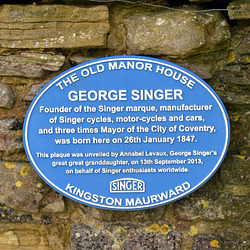 THE OLD MANOR HOUSE
GEORGE SINGER
Founder of the Singer marque, manufacturer
of Singer cycles, motor-cycles and cars,
and three times Mayor of the City of Coventry,
was born here on 26th January 1847.
This plaque was unveiled by Annabel Levaux, George Singer's
great great granddaughter, on 13th September 2013,
on behalf of Singer enthusiasts worldwide.
SINGER
KINGSTON MAURWARD